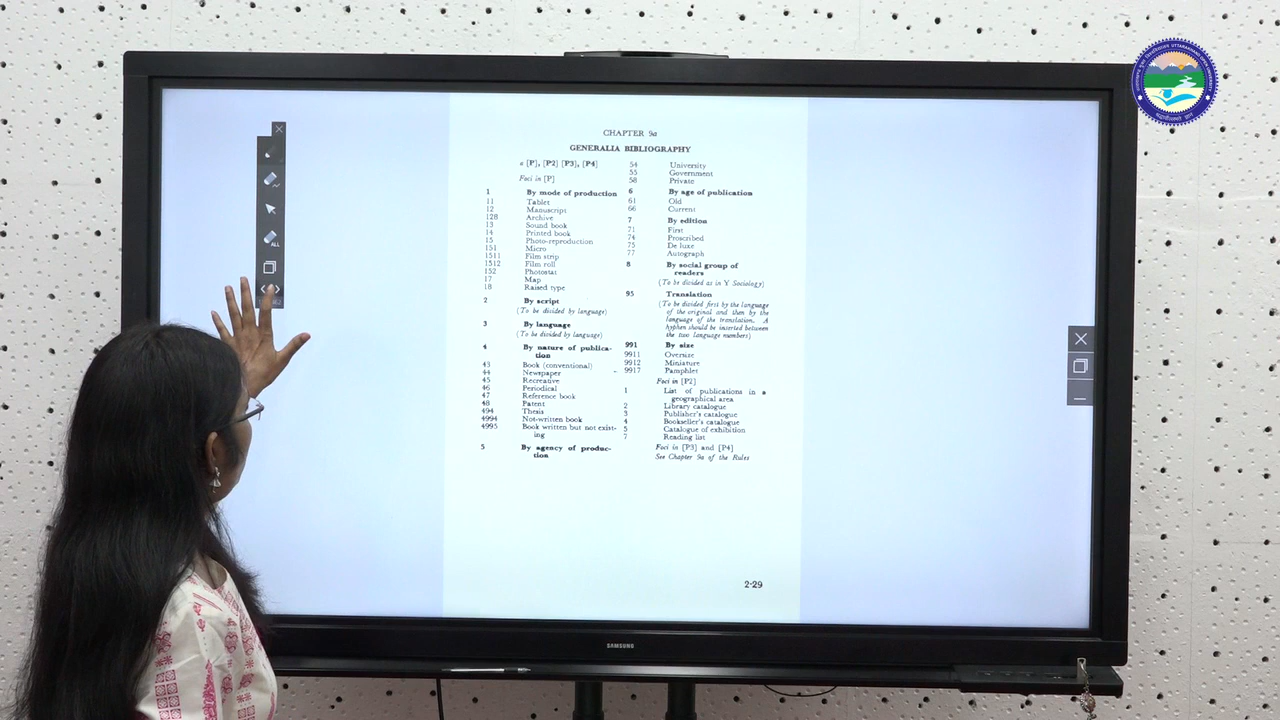 CHAPTER 9a
GENERALIA BIBLIOGRAPHY
a [P], [P2] [P3], [P4]
Foci in [P]
1 By mode of production
11 Tablet
12 Manuscript
128 Archive
13 Sound book
14 Printed book
15 Photo-reproduction
151 Micro
1511 Film strip
1512 Film roll
152 Photostat
17 Map
18 Raised type
2 By script
(To be divided by language)
3 By language
(To be divided by language)
4 By nature of publica-
tion
43 Book (conventional)
44 Newspaper
45 Recreative
46 Periodical
47 Reference book
48 Patent
494 Thesis
4994 Not-written book
4995 Book written but not exist-
ing
5 By agency of produc-
tion
54 University
55 Government
58 Private
6 By age of publication
61 Old
66 Current
7 By edition
71 First
74 Proscribed
75 De luxe
77 Autograph
8 By social group of
readers
(To be divided as in Y Sociology)
95 Translation
(To be divided first by the language
of the original and then by the
language of the translation. A
hyphen should be inserted between
the two language members)
991 By size
9911 Oversize
9912 Miniature
9917 Pamphlet
Foci in [P2]
1 List of publications in a
geographical area
2 Library catalogue
3 Publisher's catalogue
4 Bookseller's catalogue
5 Catalogue of exhibition
7 Reading list
Foci in [P3] and [P4]
See Chapter 9a of the Rules
2·29
ALL
SAMSUNG